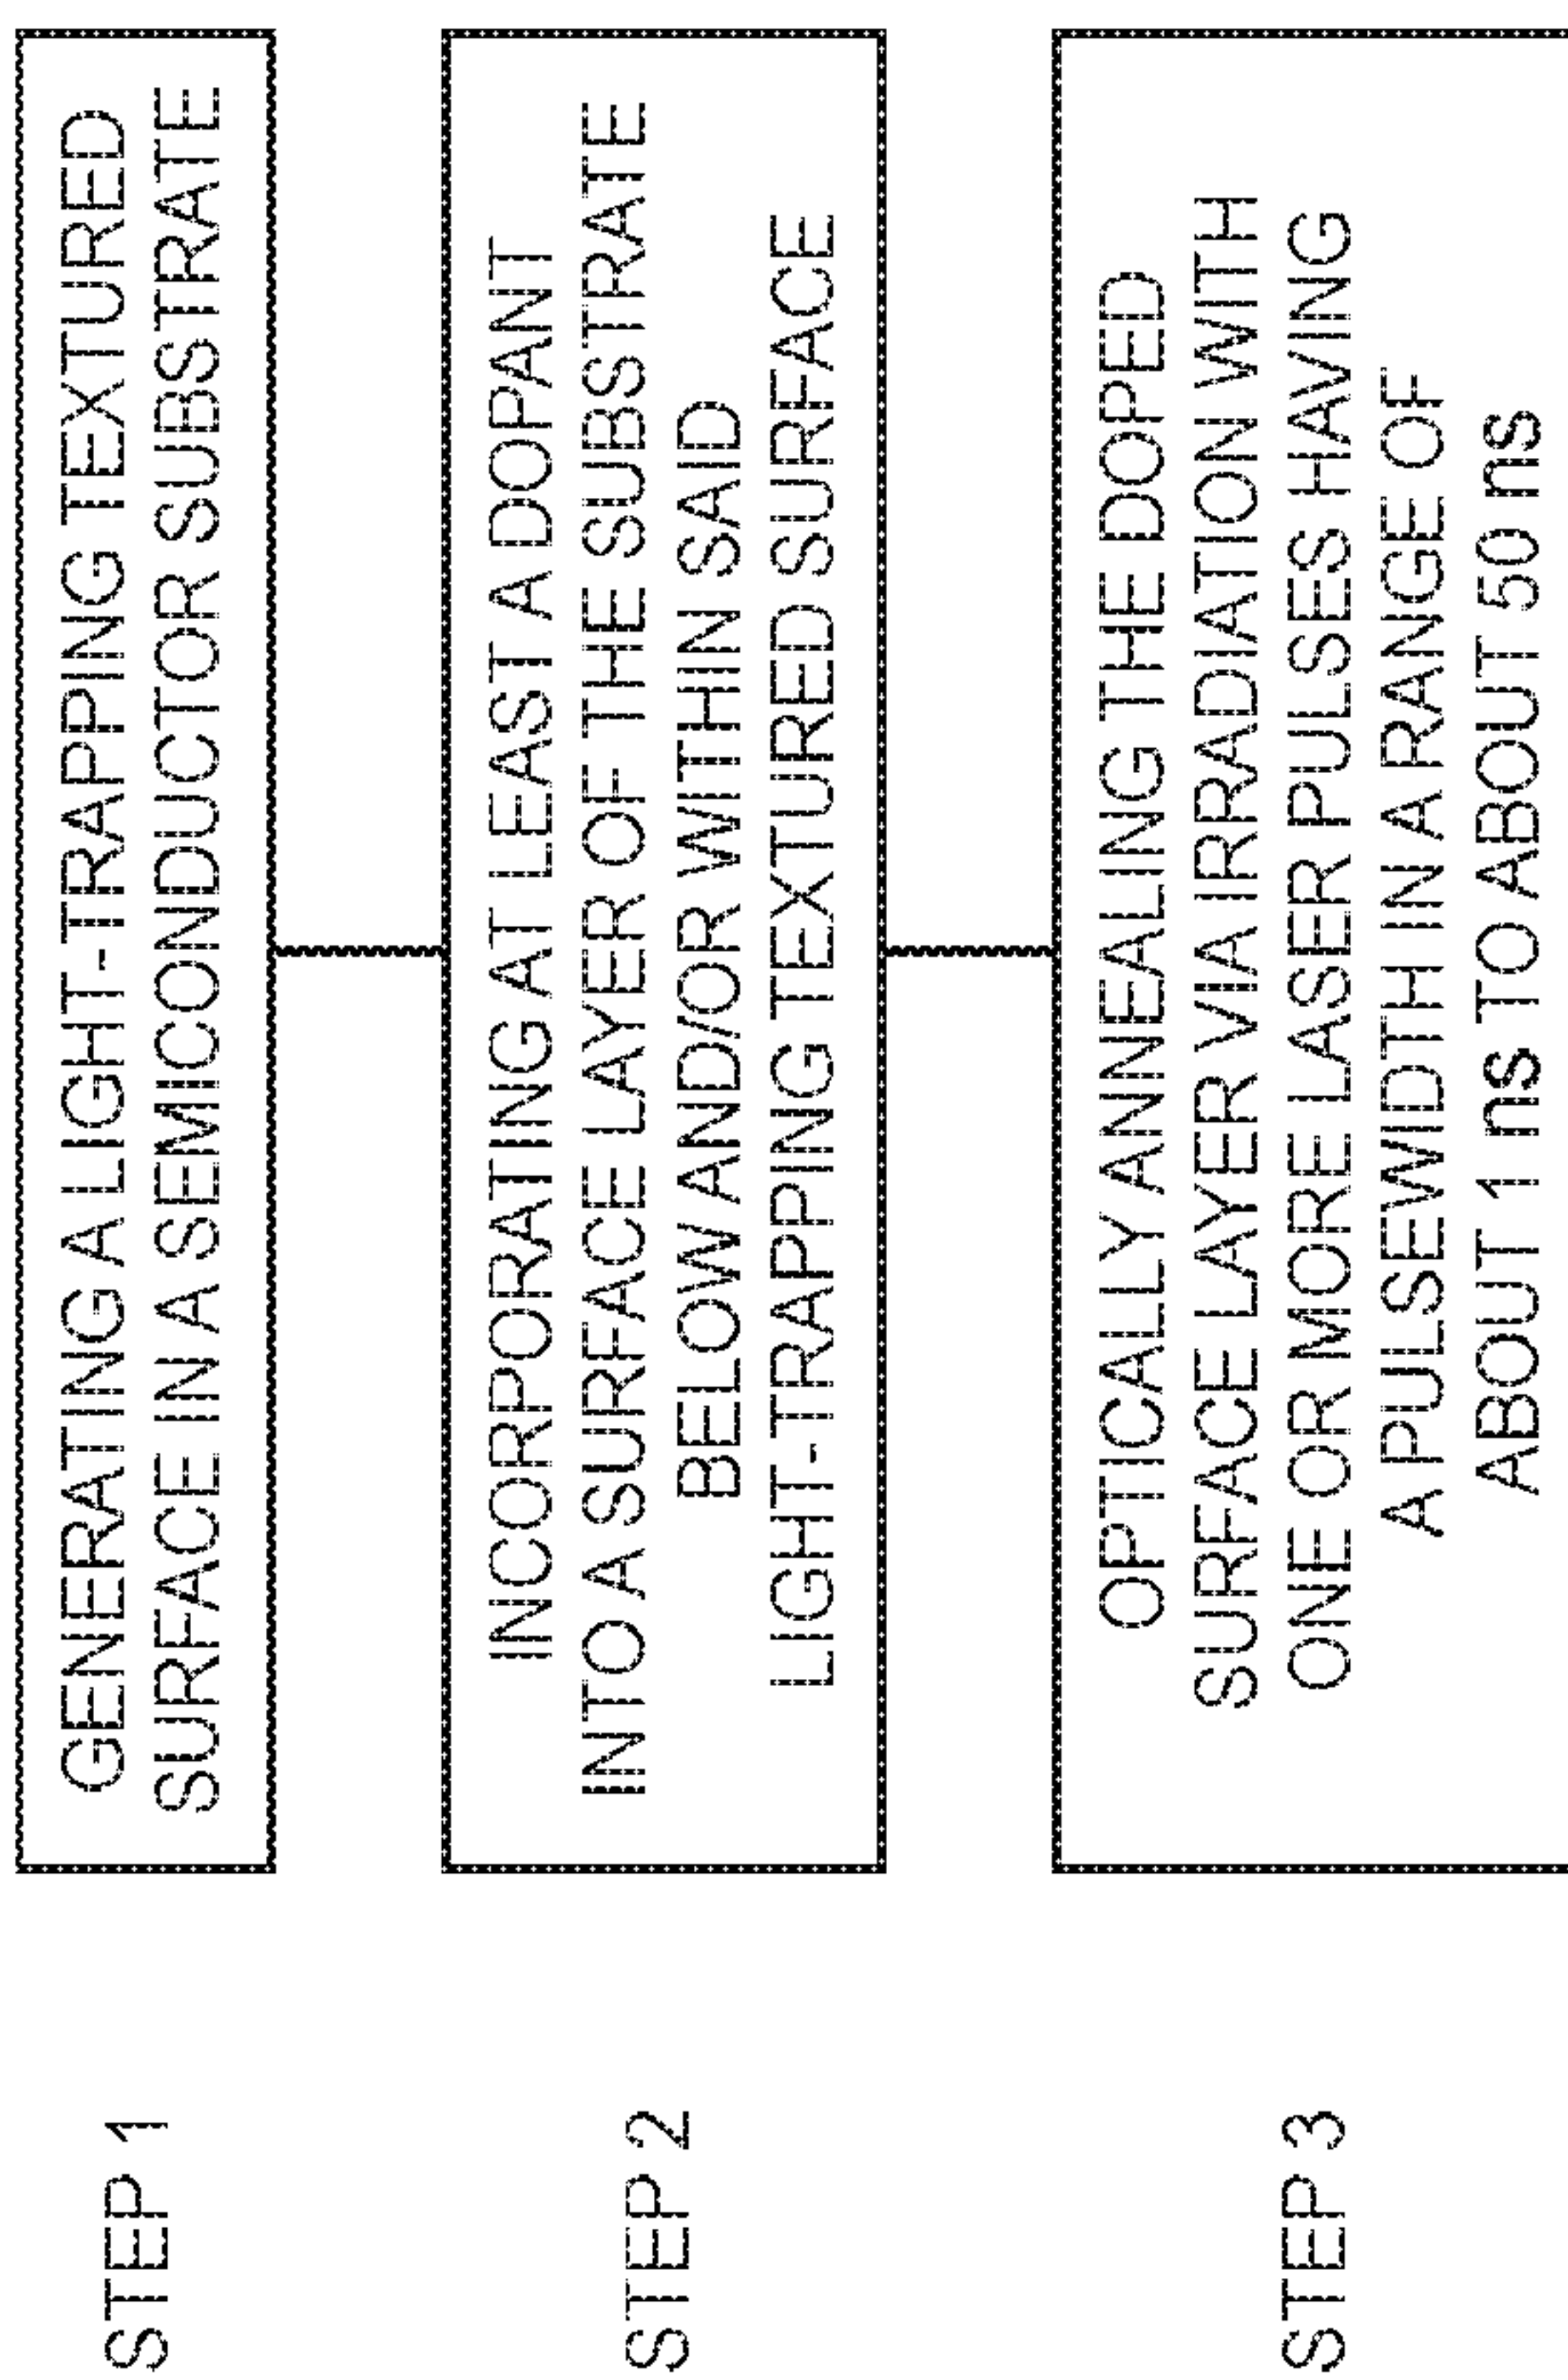 STEP 1
GENERATING A LIGHT-TRAPPING TEXTURED
SURFACE IN A SEMICONDUCTOR SUBSTRATE
STEP 2
INCORPORATING AT LEAST A DOPANT
INTO A SURFACE LAYER OF THE SUBSTRATE
BELOW AND/OR WITHIN SAID
LIGHT-TRAPPING TEXTURED SURFACE
STEP 3
OPTICALLY ANNEALING THE DOPED
SURFACE LAYER VIA IRRADIATION WITH
ONE OR MORE LASER PULSES HAVING
A PULSEWIDTH IN A RANGE OF
ABOUT 1 ns TO ABOUT 50 ns